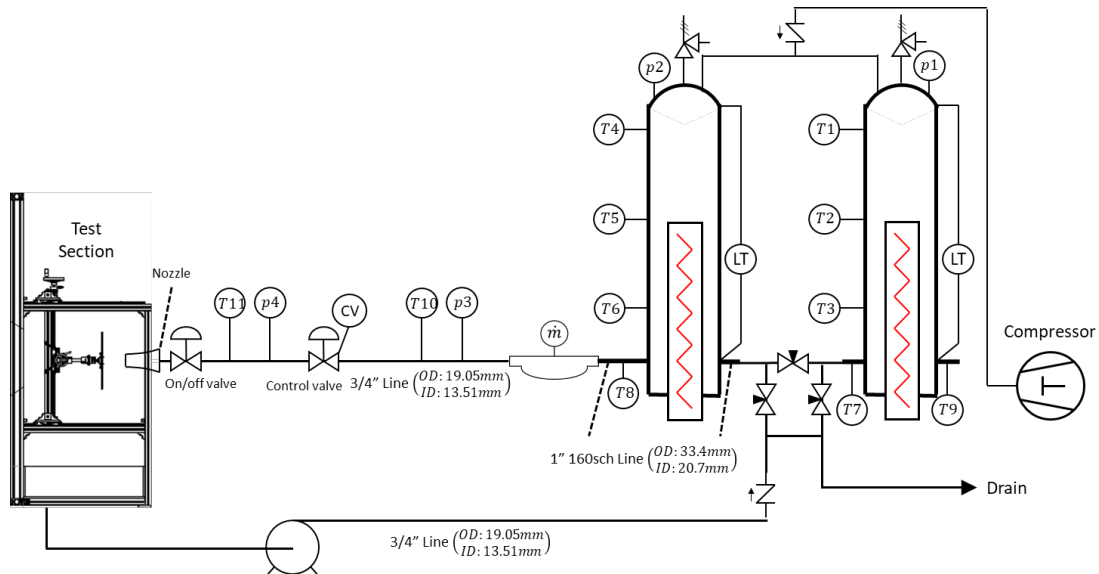 p2
p1
T4
T1
Test
Section
T5
T2
LT
LT
Nozzle
T11
p4
CV
T10
p3
ṁ
T6
T3
Compressor
On/off valve
Control valve
3/4” Line (OD: 19.05mm
ID: 13.51mm)
T8
T7
T9
1” 160sch Line (OD: 33.4mm
ID: 20.7mm)
Drain
3/4” Line (OD: 19.05mm
ID: 13.51mm)